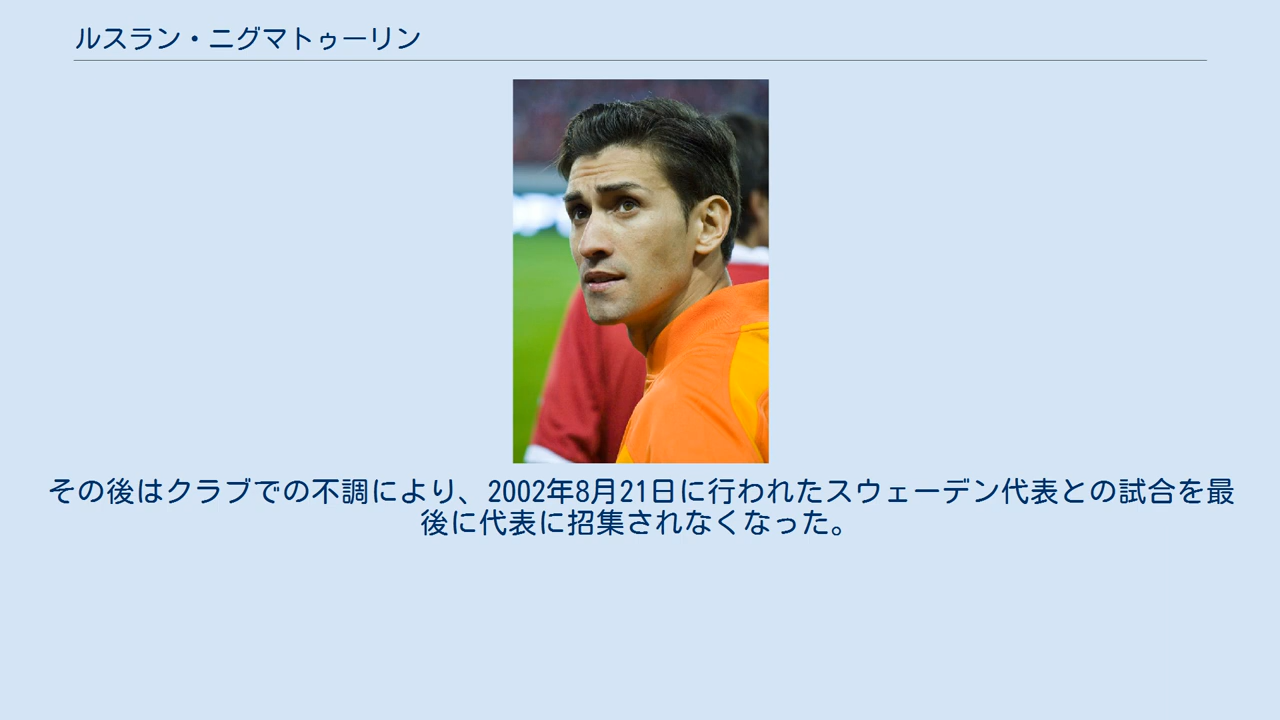 ルスラン・ニグマトゥーリン
その後はクラブでの不調により、2002年8月21日に行われたスウェーデン代表との試合を最
後に代表に招集されなくなった。